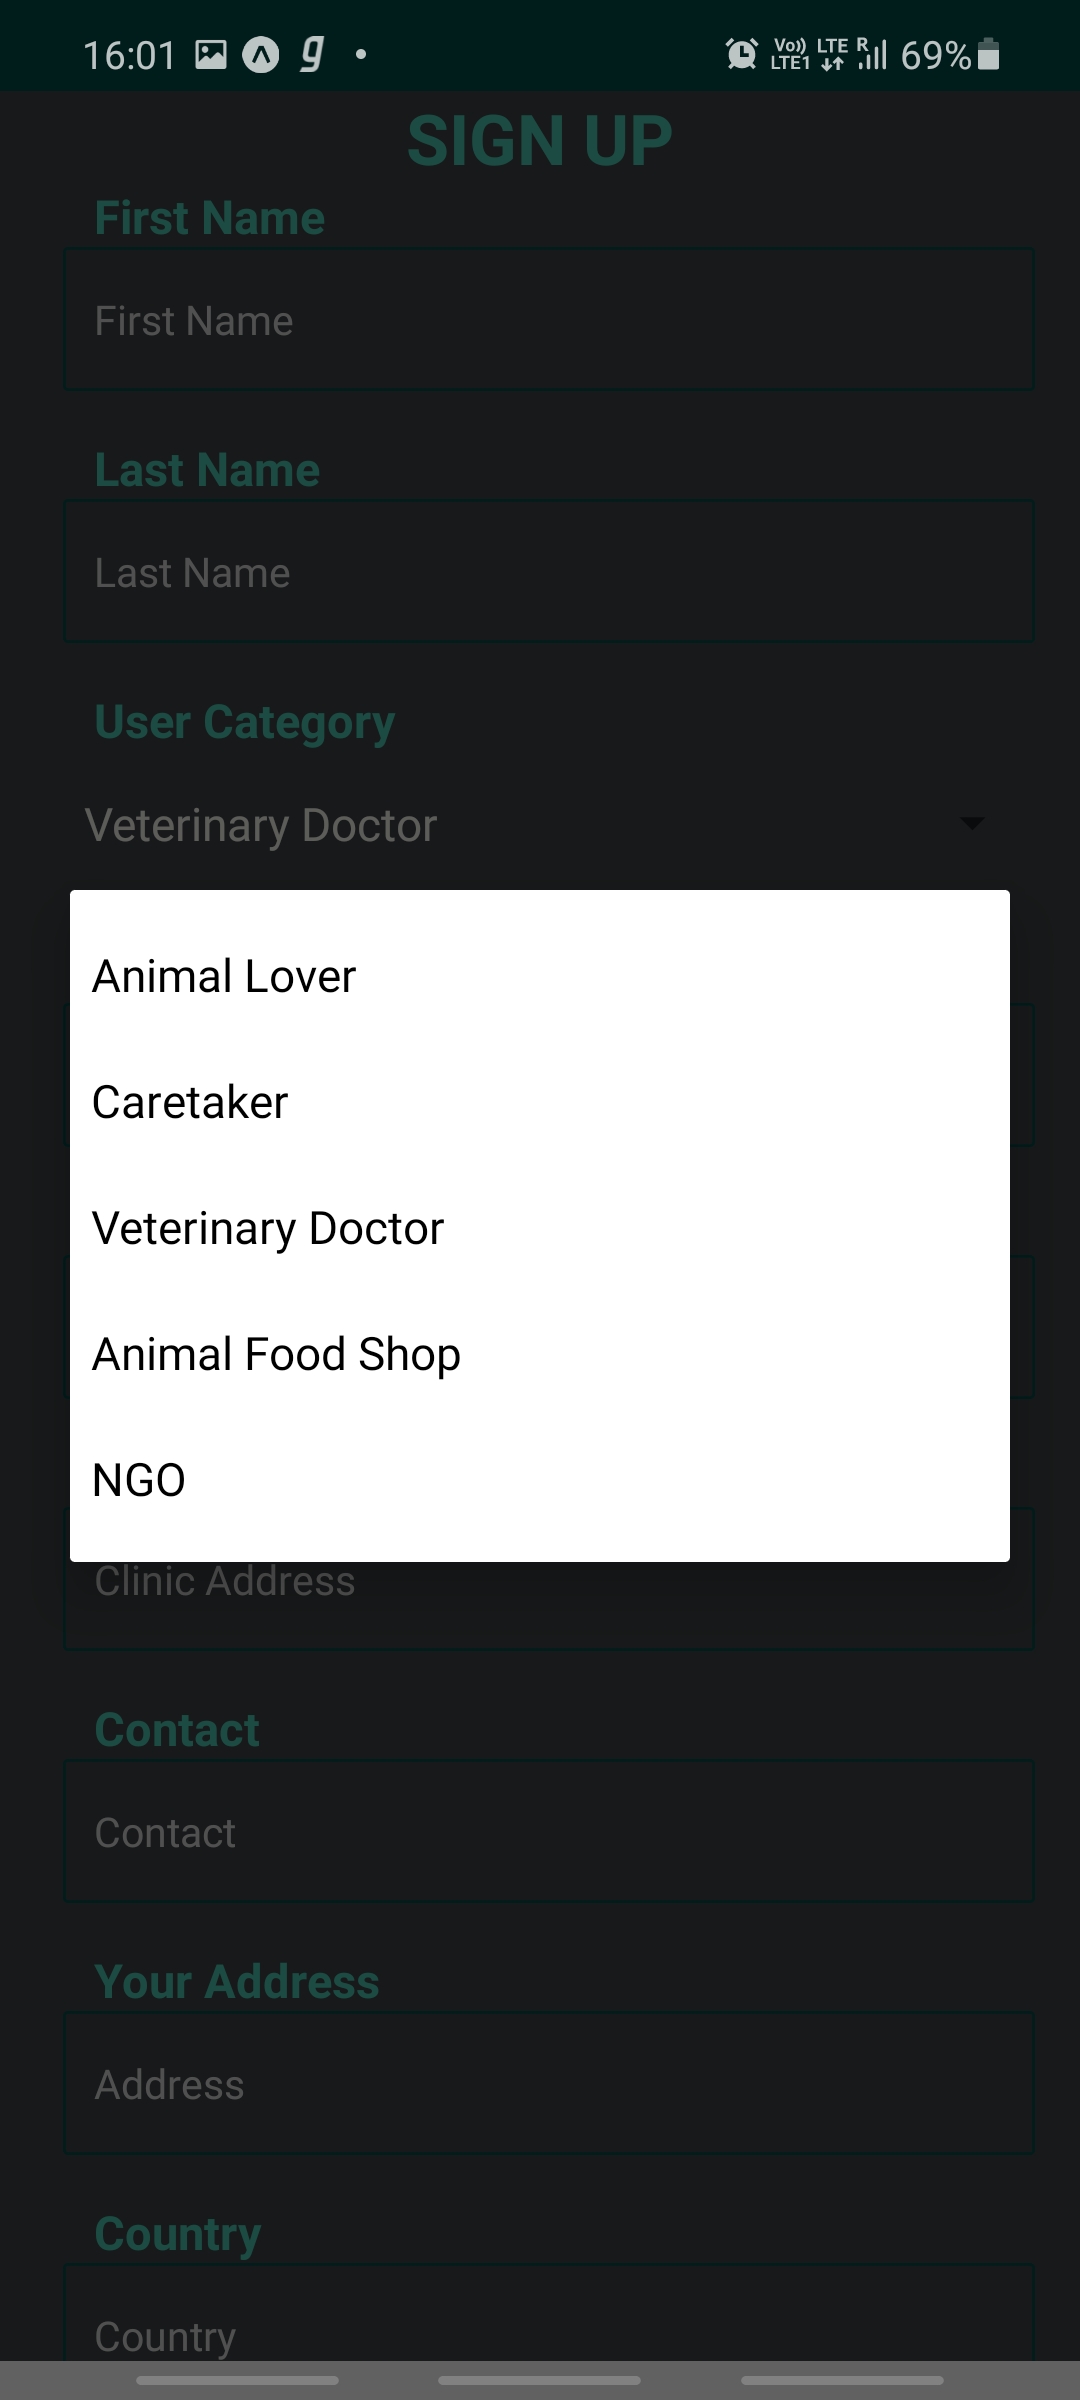 16:01 g Vo)) LTE1 LTE R 69%
SIGN UP
First Name
First Name
Last Name
Last Name
User Category
Veterinary Doctor
Animal Lover
Caretaker
Veterinary Doctor
Animal Food Shop
NGO
Clinic Address
Contact
Contact
Your Address
Address
Country
Country